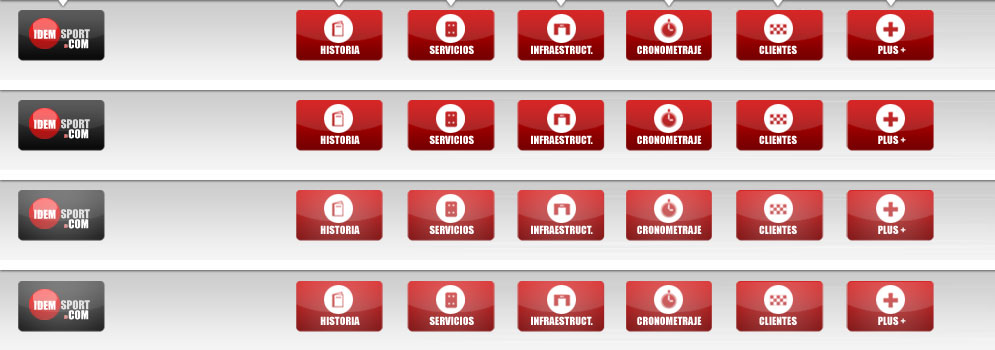 IDEM SPORT
.COM
HISTORIA SERVICIOS INFRAESTRUCT. CRONOMETRAJE CLIENTES PLUS +
IDEM SPORT
.COM
HISTORIA SERVICIOS INFRAESTRUCT. CRONOMETRAJE CLIENTES PLUS +
IDEM SPORT
.COM
HISTORIA SERVICIOS INFRAESTRUCT. CRONOMETRAJE CLIENTES PLUS +
IDEM SPORT
.COM
HISTORIA SERVICIOS INFRAESTRUCT. CRONOMETRAJE CLIENTES PLUS +